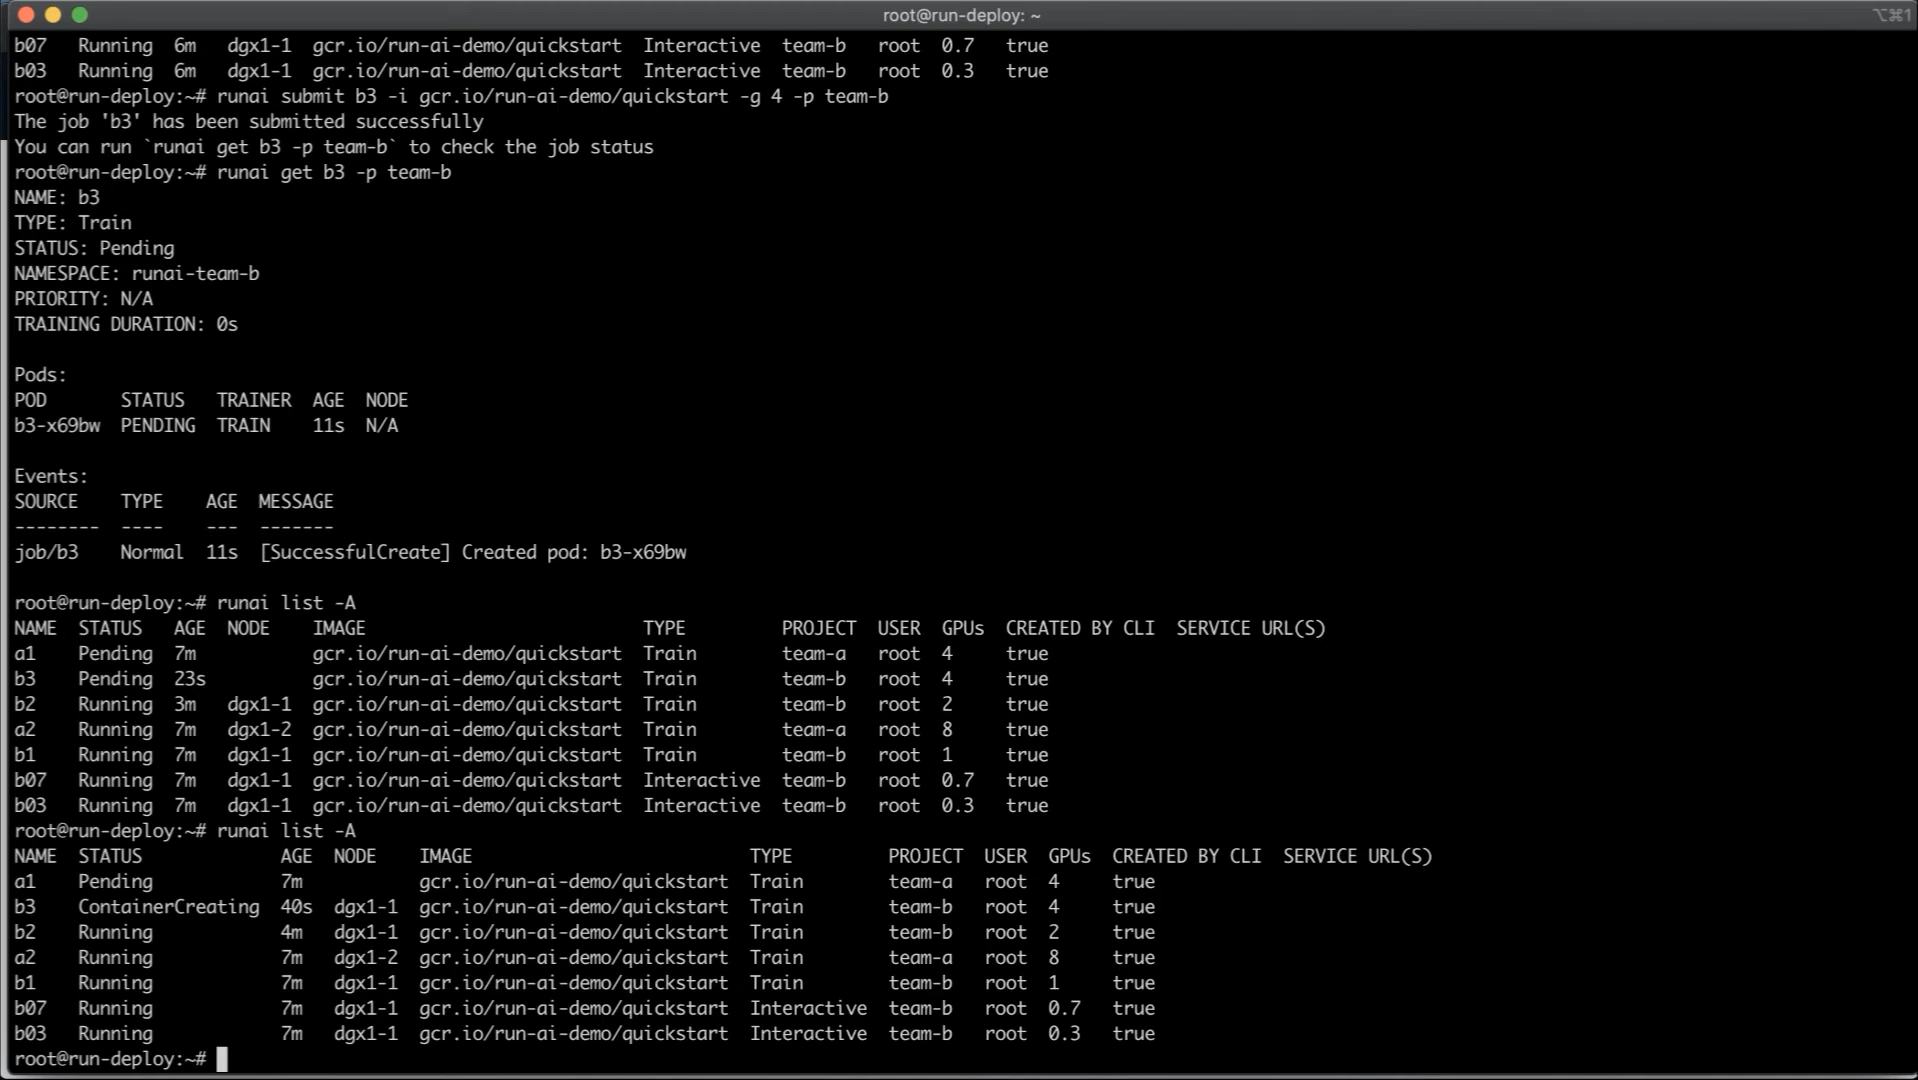 root@run-deploy: ~
⌥⌘1
b07   Running  6m  dgx1-1  gcr.io/run-ai-demo/quickstart  Interactive  team-b  root  0.7   true
b03   Running  6m  dgx1-1  gcr.io/run-ai-demo/quickstart  Interactive  team-b  root  0.3   true
root@run-deploy:~# runai submit b3 -i gcr.io/run-ai-demo/quickstart -g 4 -p team-b
The job 'b3' has been submitted successfully
You can run `runai get b3 -p team-b` to check the job status
root@run-deploy:~# runai get b3 -p team-b
NAME: b3
TYPE: Train
STATUS: Pending
NAMESPACE: runai-team-b
PRIORITY: N/A
TRAINING DURATION: 0s
Pods:
POD       STATUS   TRAINER  AGE  NODE
b3-x69bw  PENDING  TRAIN    11s  N/A
Events:
SOURCE    TYPE    AGE  MESSAGE
--------  ----    ---  -------
job/b3    Normal  11s  [SuccessfulCreate] Created pod: b3-x69bw
root@run-deploy:~# runai list -A
NAME  STATUS   AGE  NODE    IMAGE                          TYPE         PROJECT  USER  GPUs  CREATED BY CLI  SERVICE URL(S)
a1    Pending  7m           gcr.io/run-ai-demo/quickstart  Train        team-a   root  4     true
b3    Pending  23s          gcr.io/run-ai-demo/quickstart  Train        team-b   root  4     true
b2    Running  3m   dgx1-1  gcr.io/run-ai-demo/quickstart  Train        team-b   root  2     true
a2    Running  7m   dgx1-2  gcr.io/run-ai-demo/quickstart  Train        team-a   root  8     true
b1    Running  7m   dgx1-1  gcr.io/run-ai-demo/quickstart  Train        team-b   root  1     true
b07   Running  7m   dgx1-1  gcr.io/run-ai-demo/quickstart  Interactive  team-b   root  0.7   true
b03   Running  7m   dgx1-1  gcr.io/run-ai-demo/quickstart  Interactive  team-b   root  0.3   true
root@run-deploy:~# runai list -A
NAME  STATUS             AGE  NODE    IMAGE                          TYPE         PROJECT  USER  GPUs  CREATED BY CLI  SERVICE URL(S)
a1    Pending            7m           gcr.io/run-ai-demo/quickstart  Train        team-a   root  4     true
b3    ContainerCreating  40s  dgx1-1  gcr.io/run-ai-demo/quickstart  Train        team-b   root  4     true
b2    Running            4m   dgx1-1  gcr.io/run-ai-demo/quickstart  Train        team-b   root  2     true
a2    Running            7m   dgx1-2  gcr.io/run-ai-demo/quickstart  Train        team-a   root  8     true
b1    Running            7m   dgx1-1  gcr.io/run-ai-demo/quickstart  Train        team-b   root  1     true
b07   Running            7m   dgx1-1  gcr.io/run-ai-demo/quickstart  Interactive  team-b   root  0.7   true
b03   Running            7m   dgx1-1  gcr.io/run-ai-demo/quickstart  Interactive  team-b   root  0.3   true
root@run-deploy:~#